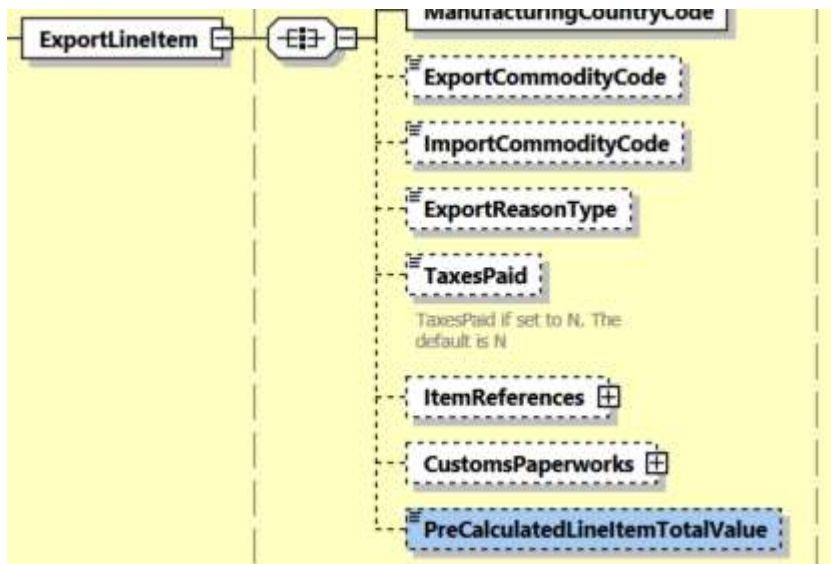 ManufacturingCountryCode
ExportLineItem
ExportCommodityCode
ImportCommodityCode
ExportReasonType
TaxesPaid
TaxesPaid if set to N. The
default is N
ItemReferences
CustomsPaperworks
PreCalculatedLineItemTotalValue